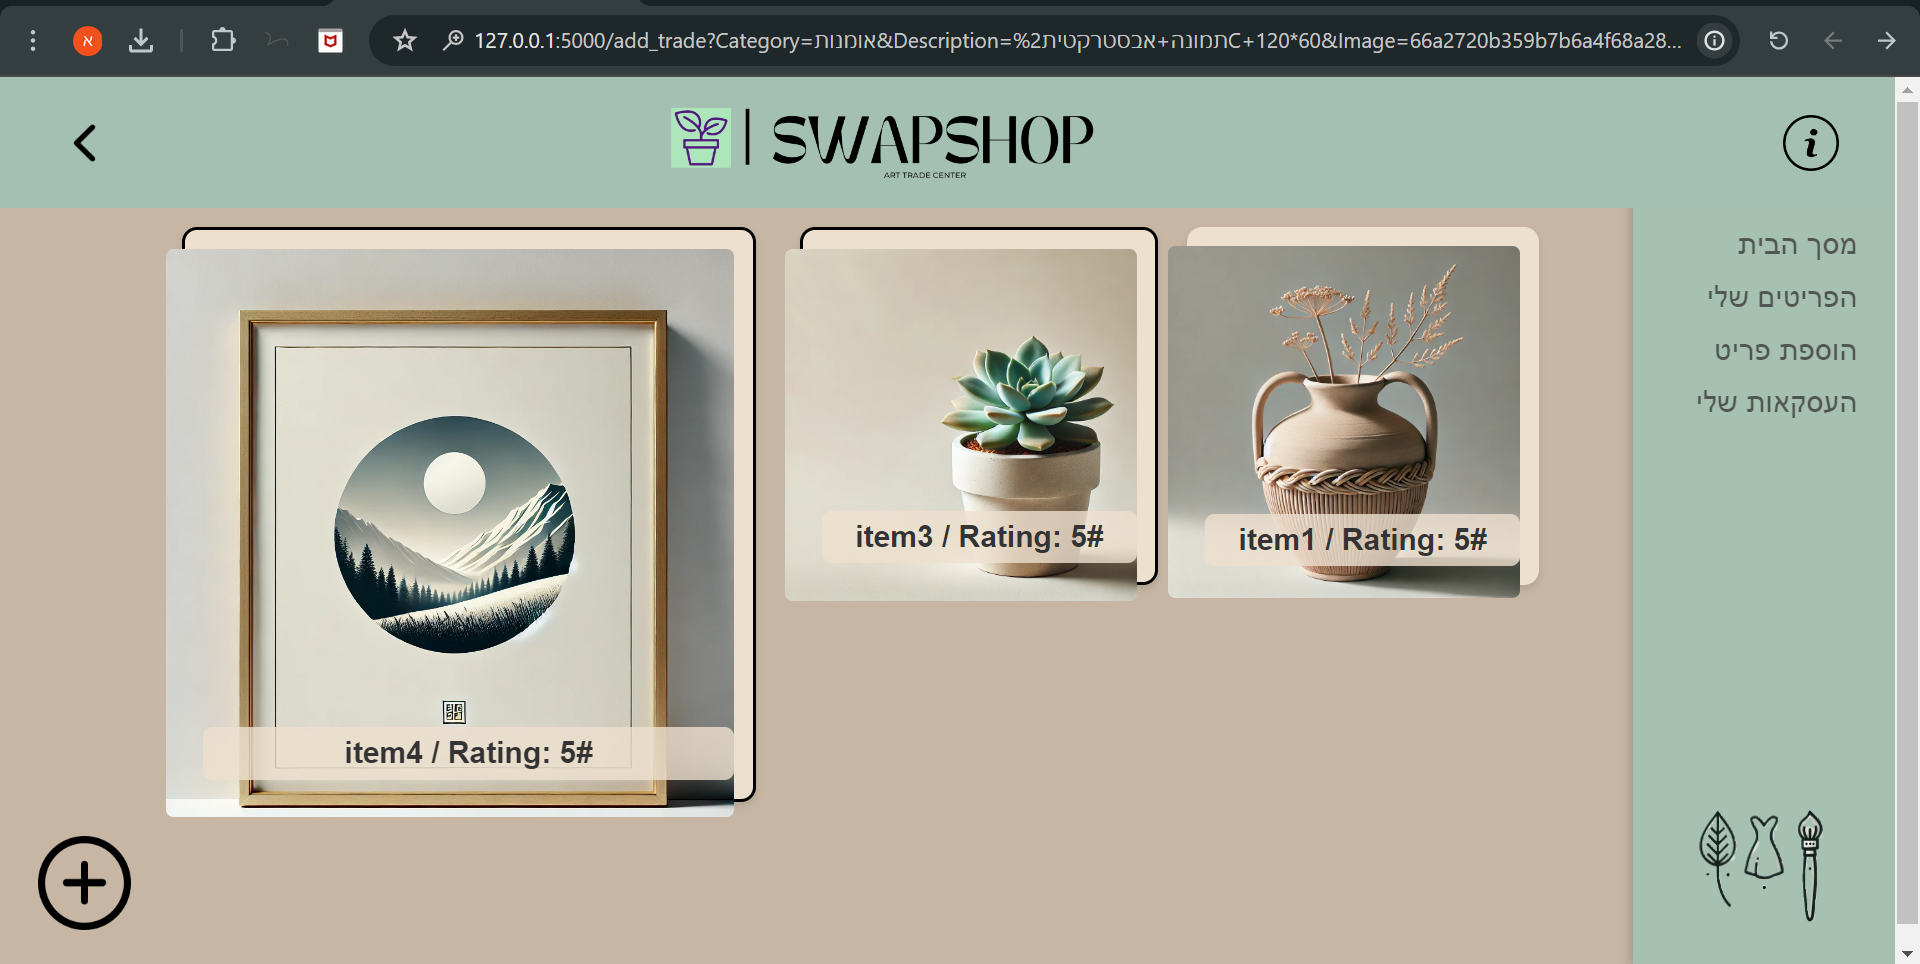 א
127.0.0.1:5000/add_trade?Category=אומנות&Description=%2תמונה+אבסטרקטיתC+120*60&Image=66a2720b359b7b6a4f68a28...
SWAPSHOP
ART TRADE CENTER
i
מסך הבית
הפריטים שלי
הוספת פריט
העסקאות שלי
item1 / Rating: 5#
item3 / Rating: 5#
item4 / Rating: 5#